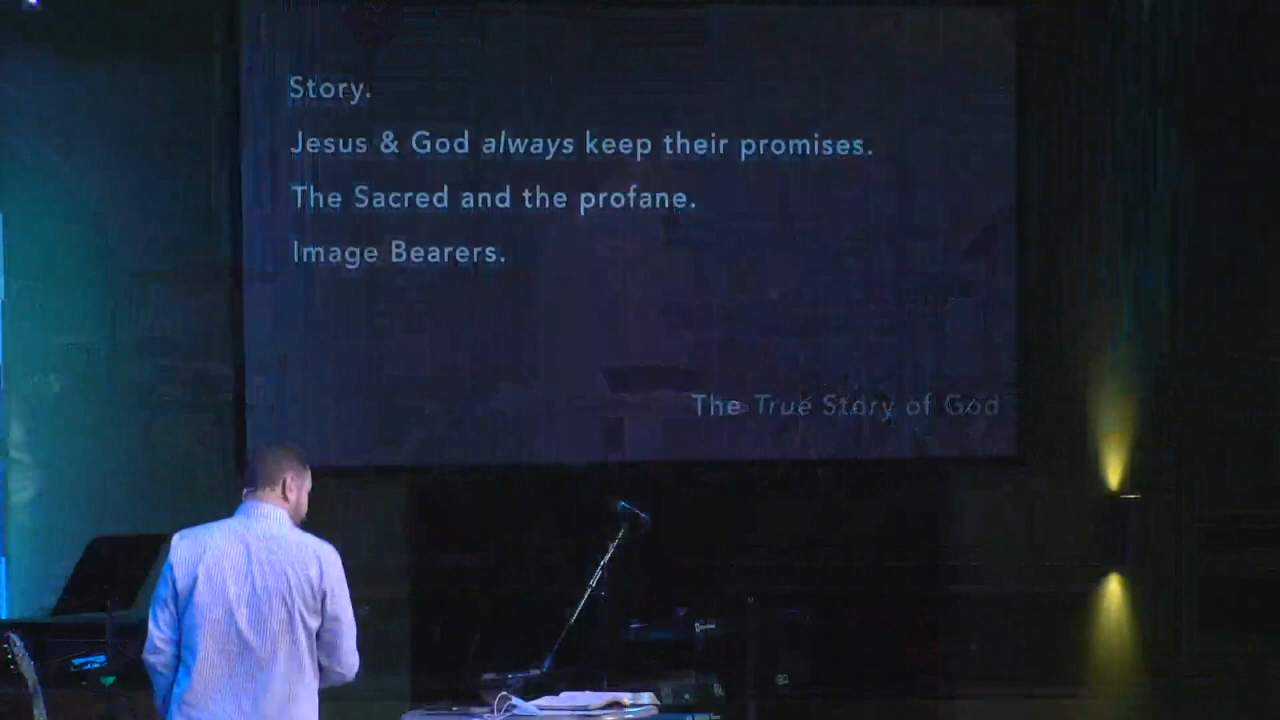 Story.
Jesus & God always keep their promises.
The Sacred and the profane.
Image Bearers.
The True Story of God